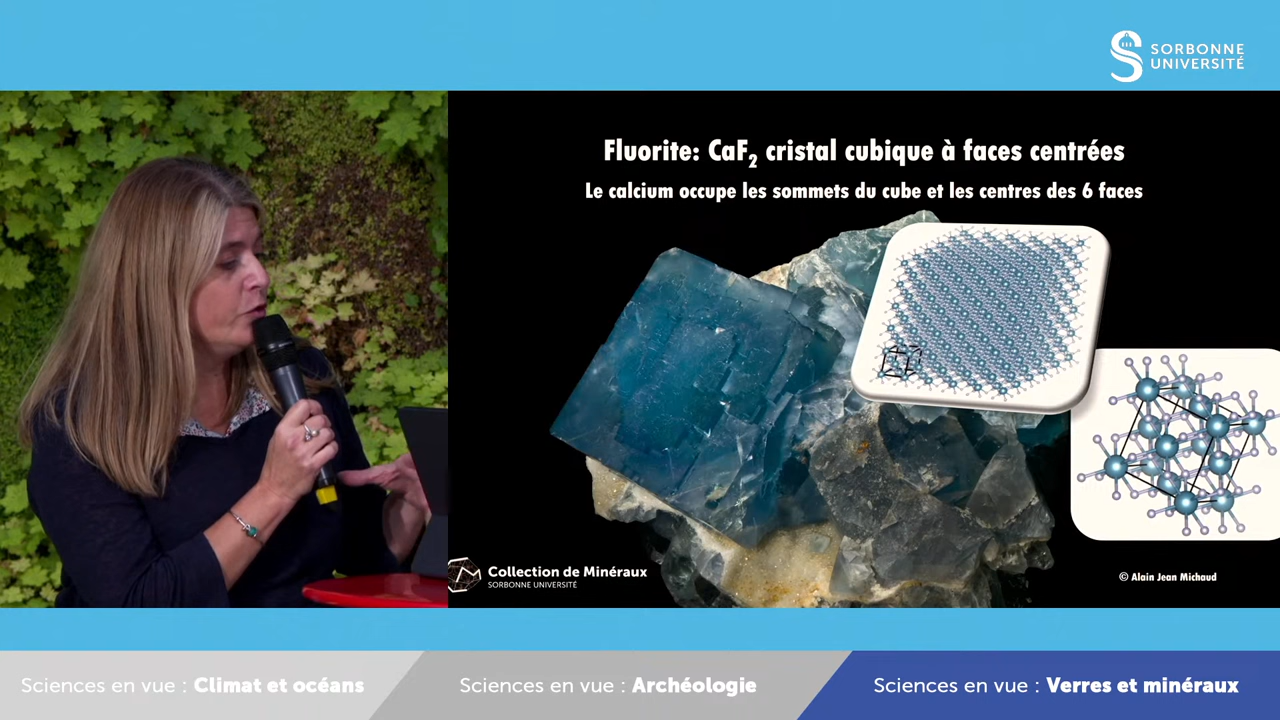 SORBONNE
UNIVERSITÉ
Fluorite: CaF₂ cristal cubique à faces centrées
Le calcium occupe les sommets du cube et les centres des 6 faces
Collection de Minéraux
SORBONNE UNIVERSITÉ
© Alain Jean Michaud
Sciences en vue : Climat et océans
Sciences en vue : Archéologie
Sciences en vue : Verres et minéraux